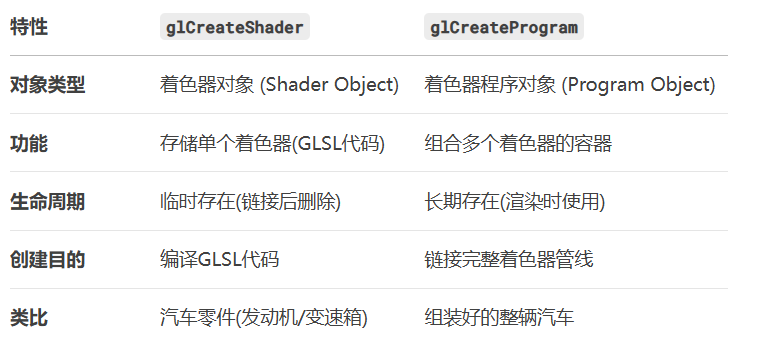 特性 glCreateShader glCreateProgram
对象类型 着色器对象 (Shader Object) 着色器程序对象 (Program Object)
功能 存储单个着色器(GLSL代码) 组合多个着色器的容器
生命周期 临时存在(链接后删除) 长期存在(渲染时使用)
创建目的 编译GLSL代码 链接完整着色器管线
类比 汽车零件(发动机/变速箱) 组装好的整辆汽车